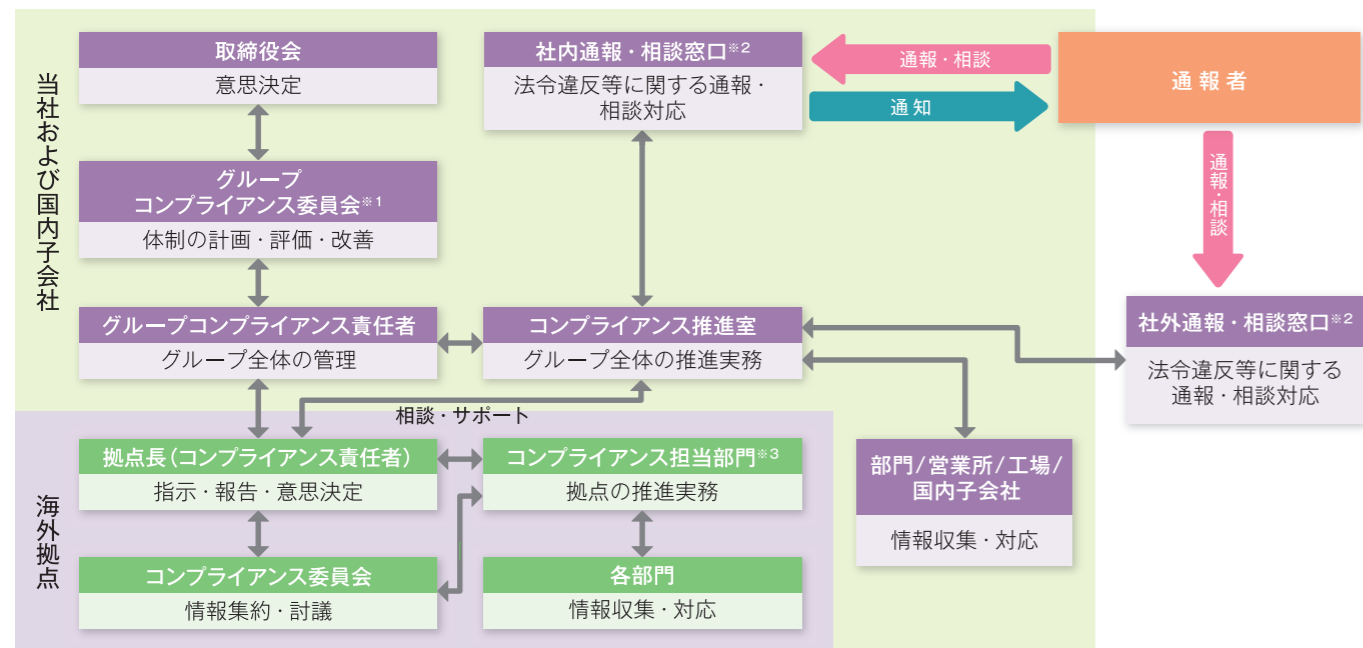 当社および国内子会社
取締役会
意思決定
グループ
コンプライアンス委員会※1
体制の計画・評価・改善
グループコンプライアンス責任者
グループ全体の管理
社内通報・相談窓口※2
法令違反等に関する通報・
相談対応
コンプライアンス推進室
グループ全体の推進実務
通報・相談
通知
通報者
通報・相談
社外通報・相談窓口※2
法令違反等に関する
通報・相談対応
部門/営業所/工場/
国内子会社
情報収集・対応
相談・サポート
海外拠点
拠点長(コンプライアンス責任者)
指示・報告・意思決定
コンプライアンス担当部門※3
拠点の推進実務
コンプライアンス委員会
情報集約・討議
各部門
情報収集・対応